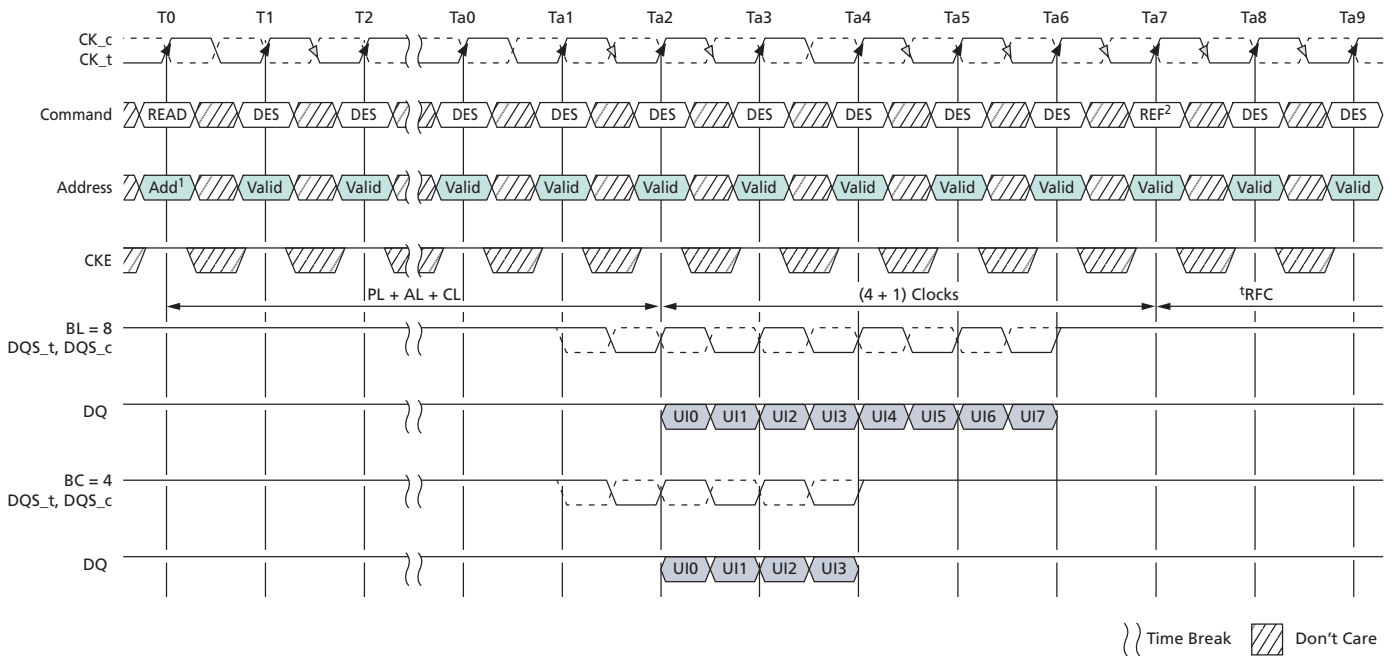 T0 T1 T2 Ta0 Ta1 Ta2 Ta3 Ta4 Ta5 Ta6 Ta7 Ta8 Ta9
CK_c
CK_t
Command READ DES DES DES DES DES DES DES DES DES REF2 DES DES
Address Add1 Valid Valid Valid Valid Valid Valid Valid Valid Valid Valid Valid Valid
CKE
PL + AL + CL (4 + 1) Clocks tRFC
BL = 8
DQS_t, DQS_c
DQ UI0 UI1 UI2 UI3 UI4 UI5 UI6 UI7
BC = 4
DQS_t, DQS_c
DQ UI0 UI1 UI2 UI3
Time Break Don't Care